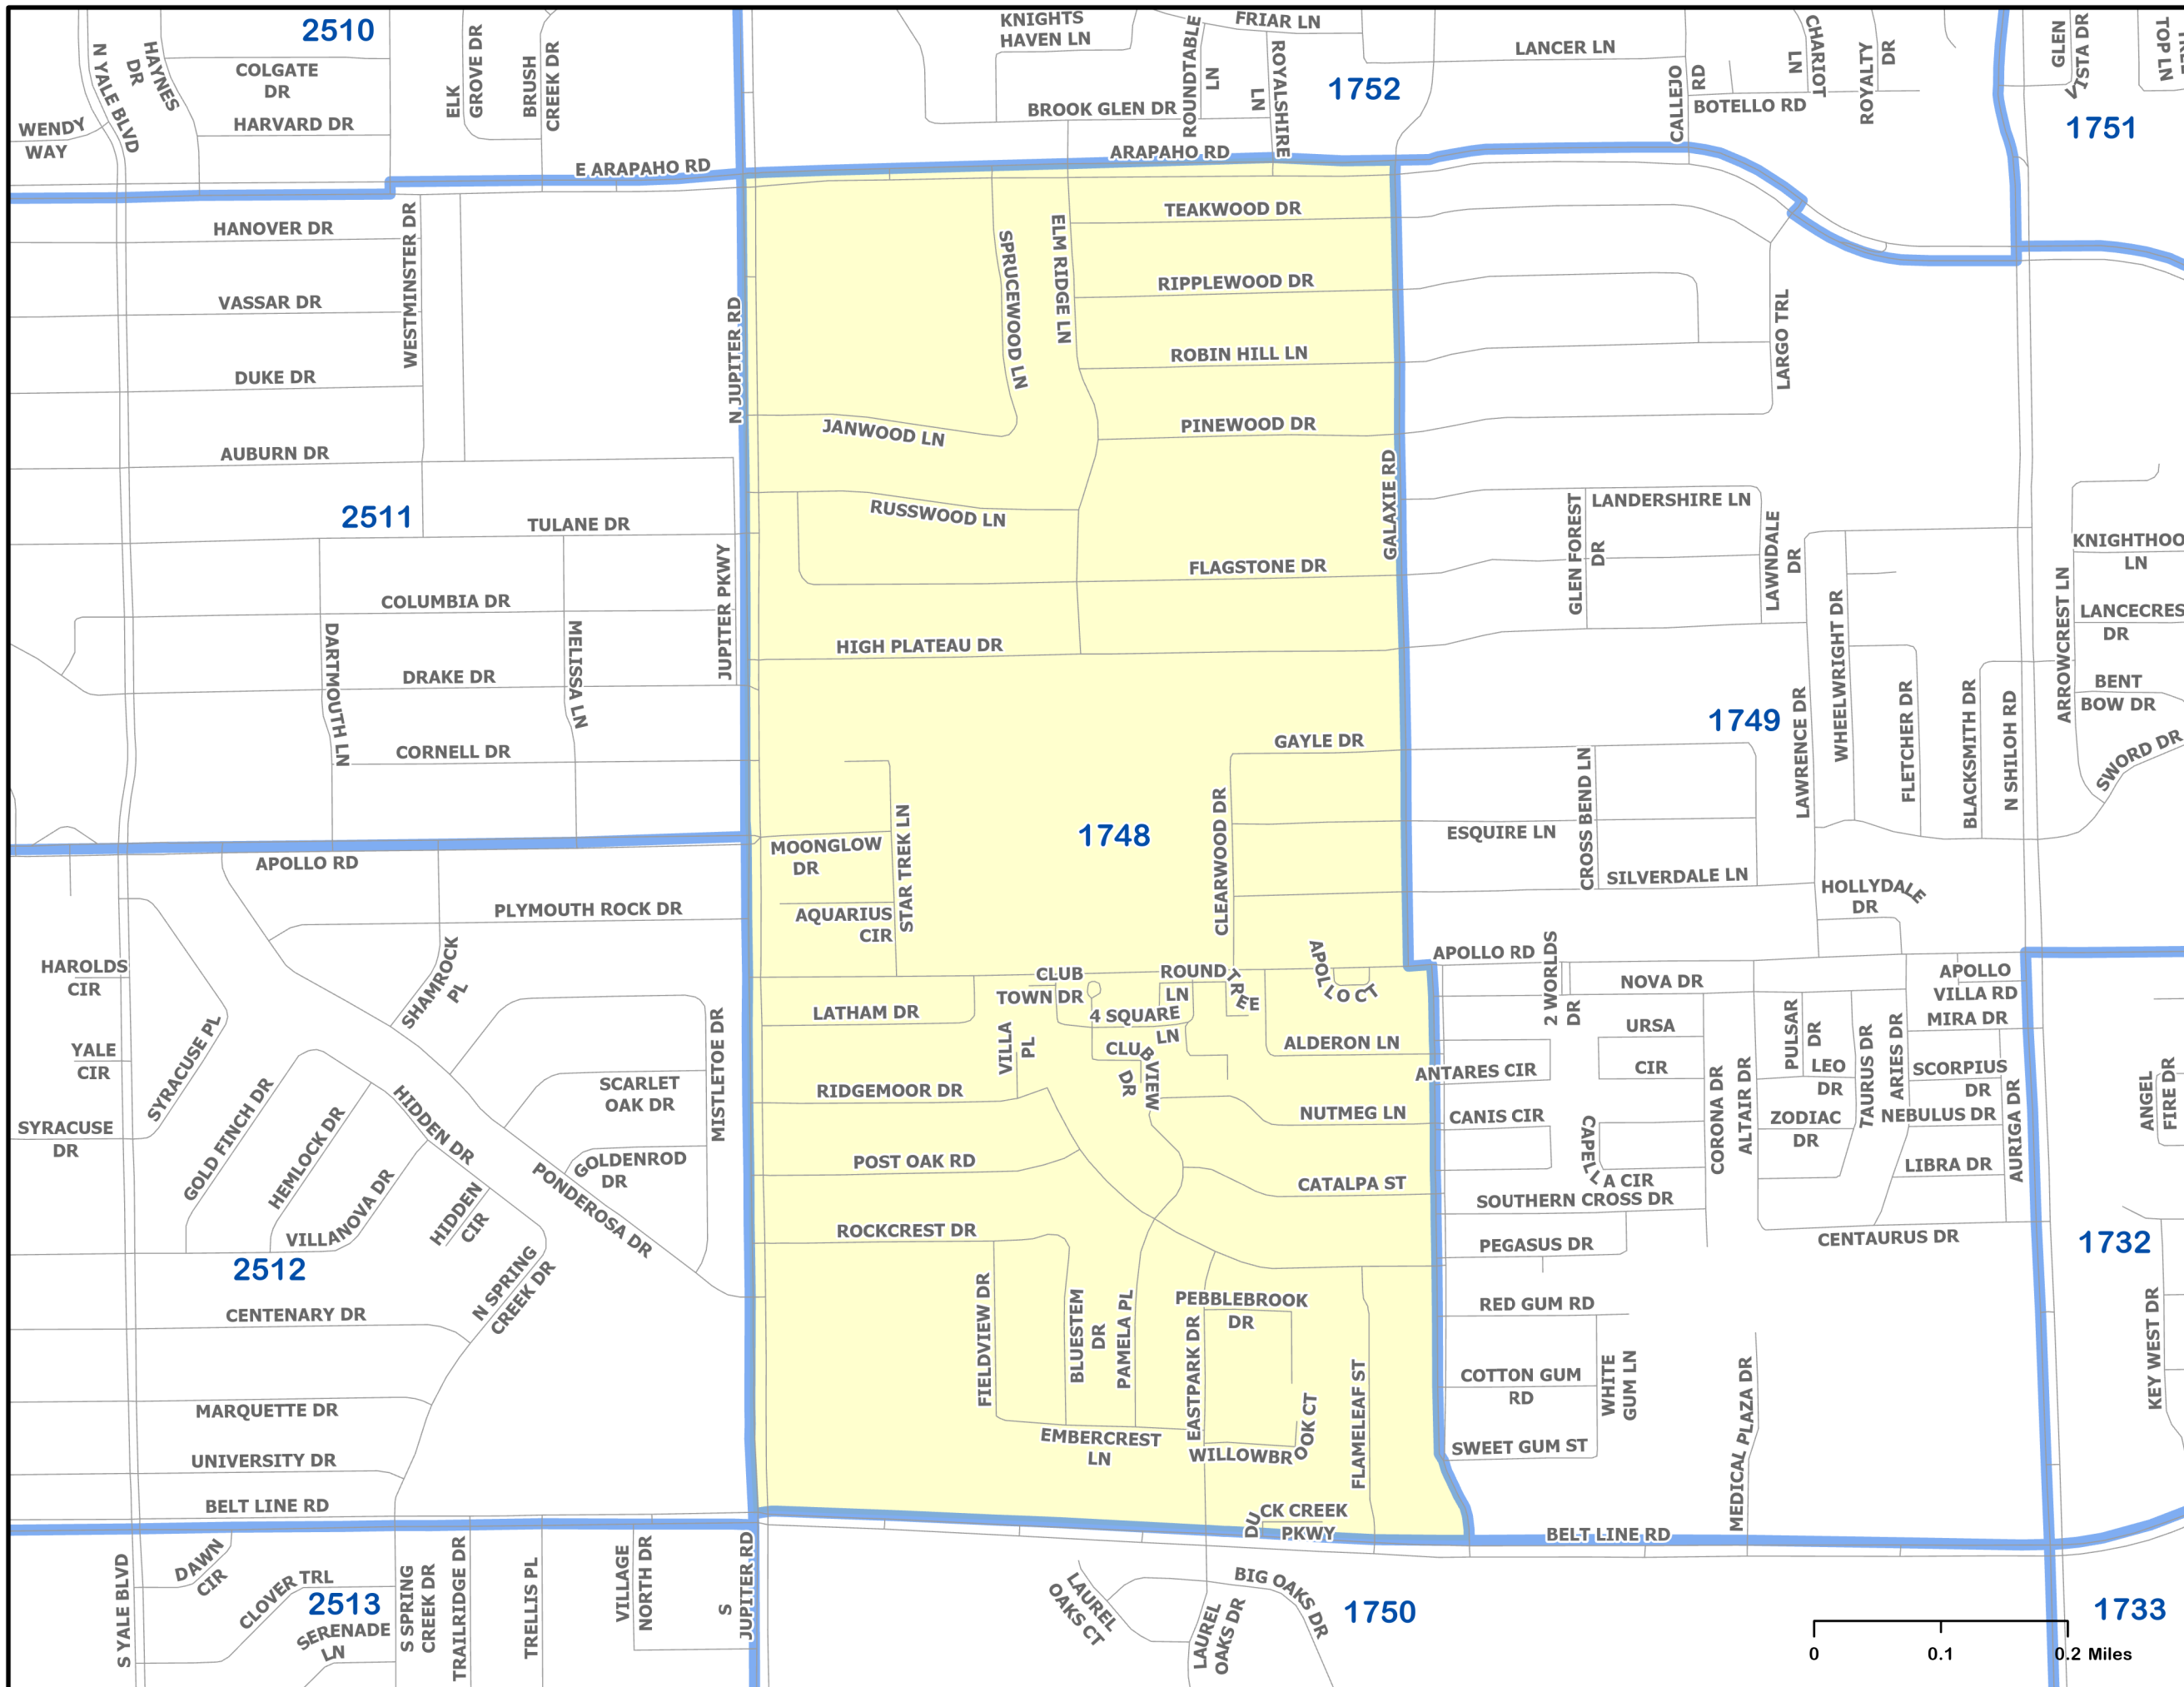 2510
COLGATE
DR
HARVARD DR
N YALE BLVD
HAYNES
DR
WENDY
WAY
ELK
GROVE DR
BRUSH
CREEK DR
E ARAPAHO RD
KNIGHTS
HAVEN LN
BROOK GLEN DR
ROUNDTABLE
LN
FRIAR LN
ROYALSHIRE
LN
1752
ARAPAHO RD
LANCER LN
CALLEJO
RD
BOTELLO RD
CHARIOT
LN
ROYALTY
DR
GLEN
VISTA DR
TOP LN
1751
HANOVER DR
VASSAR DR
DUKE DR
AUBURN DR
WESTMINSTER DR
2511
TULANE DR
COLUMBIA DR
DRAKE DR
CORNELL DR
DARTMOUTH LN
MELISSA LN
JUPITER PKWY
N JUPITER RD
SPRUCEWOOD LN
ELM RIDGE LN
TEAKWOOD DR
RIPPLEWOOD DR
ROBIN HILL LN
PINEWOOD DR
JANWOOD LN
RUSSWOOD LN
FLAGSTONE DR
HIGH PLATEAU DR
GALAXIE RD
LARGO TRL
LANDERSHIRE LN
GLEN FOREST
DR
LAWNDALE
DR
KNIGHTHOO
LN
LANCECRES
DR
ARROWCREST LN
BENT
BOW DR
SWORD DR
WHEELWRIGHT DR
LAWRENCE DR
FLETCHER DR
BLACKSMITH DR
N SHILOH RD
1749
GAYLE DR
CLEARWOOD DR
1748
CROSS BEND LN
ESQUIRE LN
SILVERDALE LN
HOLLYDALE
DR
MOONGLOW
DR
STAR TREK LN
AQUARIUS
CIR
APOLLO RD
PLYMOUTH ROCK DR
SHAMROCK
PL
HAROLDS
CIR
YALE
CIR
SYRACUSE
DR
SYRACUSE PL
GOLD FINCH DR
HEMLOCK DR
VILLANOVA DR
HIDDEN DR
HIDDEN
CIR
N SPRING
CREEK DR
PONDEROSA DR
SCARLET
OAK DR
GOLDENROD
DR
MISTLETOE DR
2512
CENTENARY DR
MARQUETTE DR
UNIVERSITY DR
BELT LINE RD
CLUB
TOWN DR
ROUND
TREE
LN
4 SQUARE
LN
APOLLO CT
LATHAM DR
VILLA
PL
CLUBVIEW
DR
ALDERON LN
RIDGEMOOR DR
NUTMEG LN
POST OAK RD
CATALPA ST
ROCKCREST DR
FIELDVIEW DR
BLUESTEM
DR
PAMELA PL
EASTPARK DR
PEBBLEBROOK
DR
FLAMELEAF ST
EMBERCREST
LN
WILLOWBROOK CT
DUCK CREEK
PKWY
APOLLO RD
2 WORLDS
DR
NOVA DR
APOLLO
VILLA RD
MIRA DR
URSA
CIR
PULSAR
DR
LEO
DR
TAURUS DR
ARIES DR
SCORPIUS
DR
ANTARES CIR
CANIS CIR
CAPELLA CIR
CORONA DR
ALTAIR DR
ZODIAC
DR
NEBULUS DR
LIBRA DR
AURIGA DR
SOUTHERN CROSS DR
CENTAURUS DR
PEGASUS DR
RED GUM RD
COTTON GUM
RD
WHITE
GUM LN
SWEET GUM ST
MEDICAL PLAZA DR
BELT LINE RD
ANGEL
FIRE DR
1732
KEY WEST DR
S YALE BLVD
DAWN
CIR
CLOVER TRL
2513
SERENADE
LN
S SPRING
CREEK DR
TRAILRIDGE DR
TRELLIS PL
VILLAGE
NORTH DR
S
JUPITER RD
LAUREL
OAKS CT
LAUREL
OAKS DR
BIG OAKS DR
1750
1733
0
0.1
0.2 Miles